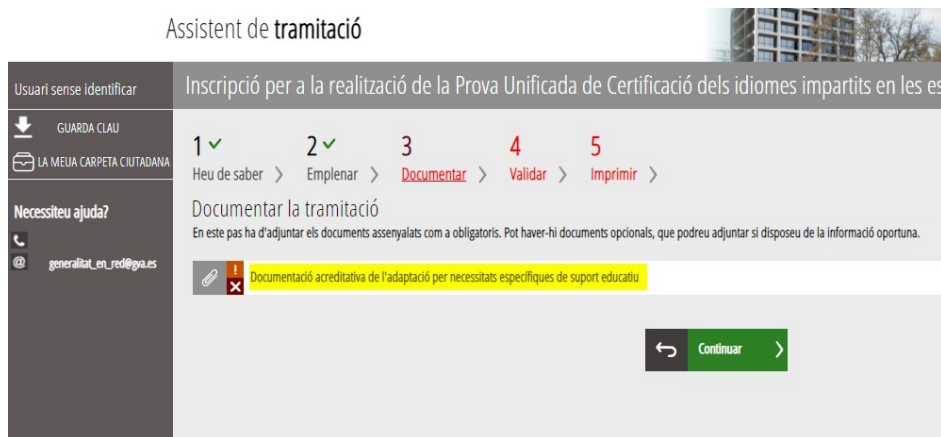 Assistent de tramitació
Usuari sense identificar
Inscripció per a la realització de la Prova Unificada de Certificació dels idiomes impartits en les es
GUARDA CLAU
LA MEUA CARPETA CIUTADANA
1 2 3 4 5
Heu de saber Emplenar Documentar Validar Imprimir
Necessiteu ajuda?
generalitat_en_red@gva.es
Documentar la tramitació
En este pas ha d'adjuntar els documents assenyalats com a obligatoris. Pot haver-hi documents opcionals, que podreu adjuntar si disposeu de la informació oportuna.
Documentació acreditativa de l'adaptació per necessitats específiques de suport educatiu
Continuar